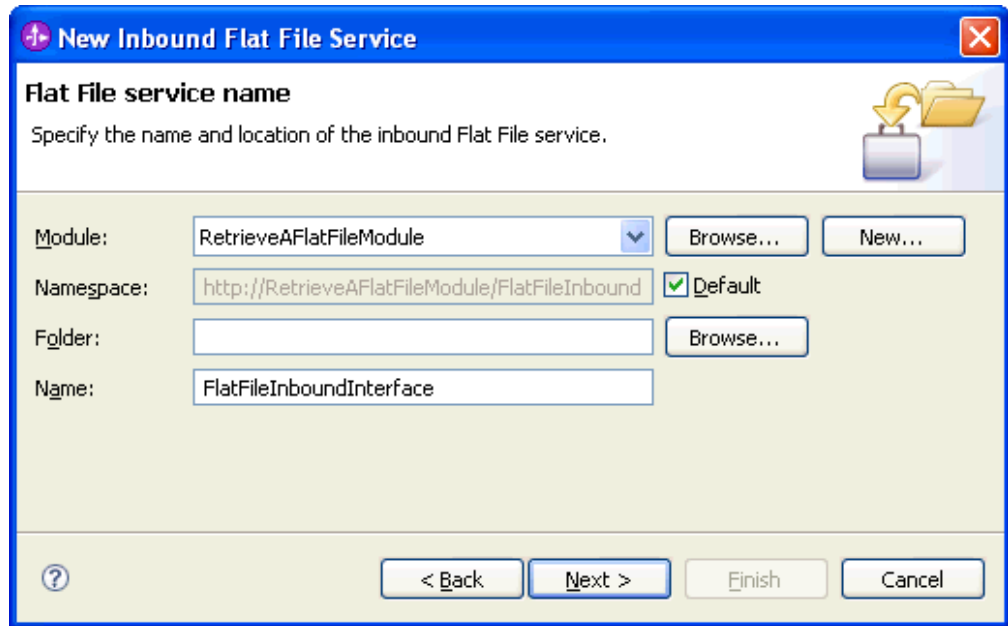 New Inbound Flat File Service
Flat File service name
Specify the name and location of the inbound Flat File service.
Module: RetrieveAFlatFileModule Browse... New...
Namespace: http://RetrieveAFlatFileModule/FlatFileInbound Default
Folder: Browse...
Name: FlatFileInboundInterface
? < Back Next > Finish Cancel